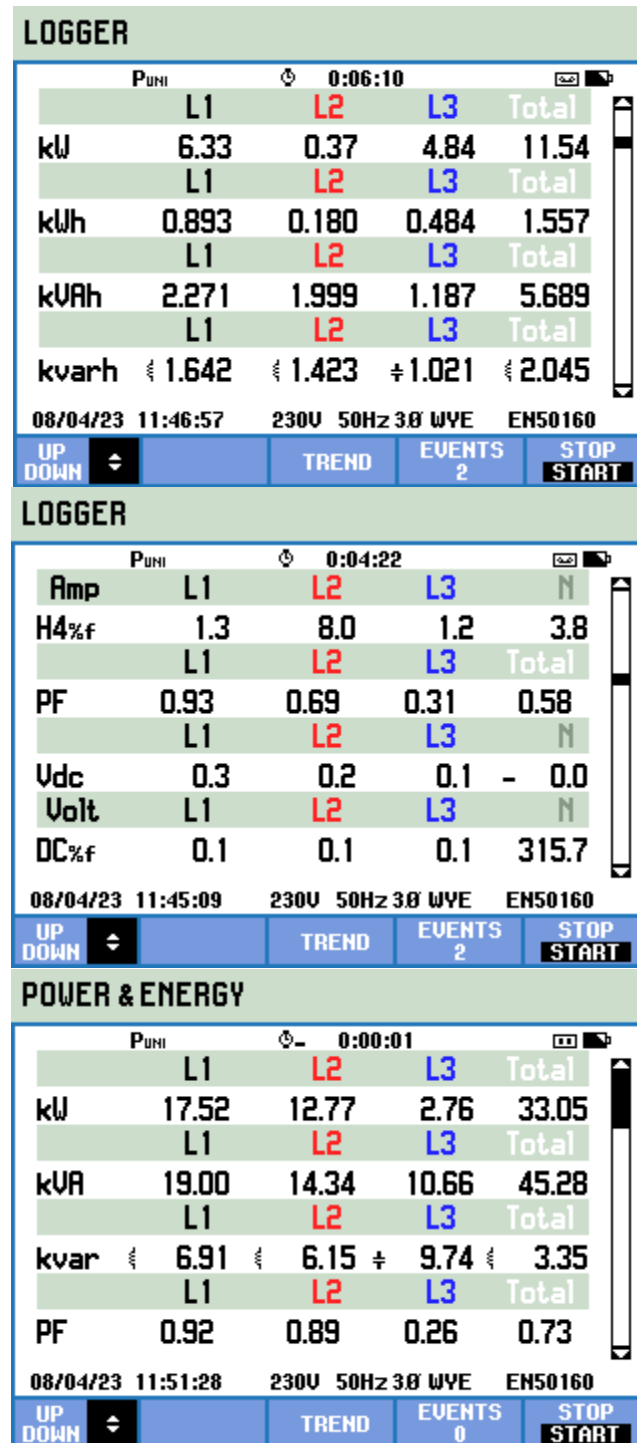 LOGGER
PUNI 0:06:10
L1 L2 L3 Total
kW 6.33 0.37 4.84 11.54
L1 L2 L3 Total
kWh 0.893 0.180 0.484 1.557
L1 L2 L3 Total
kVAh 2.271 1.999 1.187 5.689
L1 L2 L3 Total
kvarh 1.642 1.423 1.021 2.045
08/04/23 11:46:57 230V 50Hz 3Ø WYE EN50160
UP DOWN TREND EVENTS 2 STOP START
LOGGER
PUNI 0:04:22
Amp L1 L2 L3 N
H4%f 1.3 8.0 1.2 3.8
L1 L2 L3 Total
PF 0.93 0.69 0.31 0.58
L1 L2 L3 N
Vdc 0.3 0.2 0.1 - 0.0
Volt L1 L2 L3 N
DC%f 0.1 0.1 0.1 315.7
08/04/23 11:45:09 230V 50Hz 3Ø WYE EN50160
UP DOWN TREND EVENTS 2 STOP START
POWER & ENERGY
PUNI 0:00:01
L1 L2 L3 Total
kW 17.52 12.77 2.76 33.05
L1 L2 L3 Total
kVA 19.00 14.34 10.66 45.28
L1 L2 L3 Total
kvar 6.91 6.15 9.74 3.35
L1 L2 L3 Total
PF 0.92 0.89 0.26 0.73
08/04/23 11:51:28 230V 50Hz 3Ø WYE EN50160
UP DOWN TREND EVENTS 0 STOP START